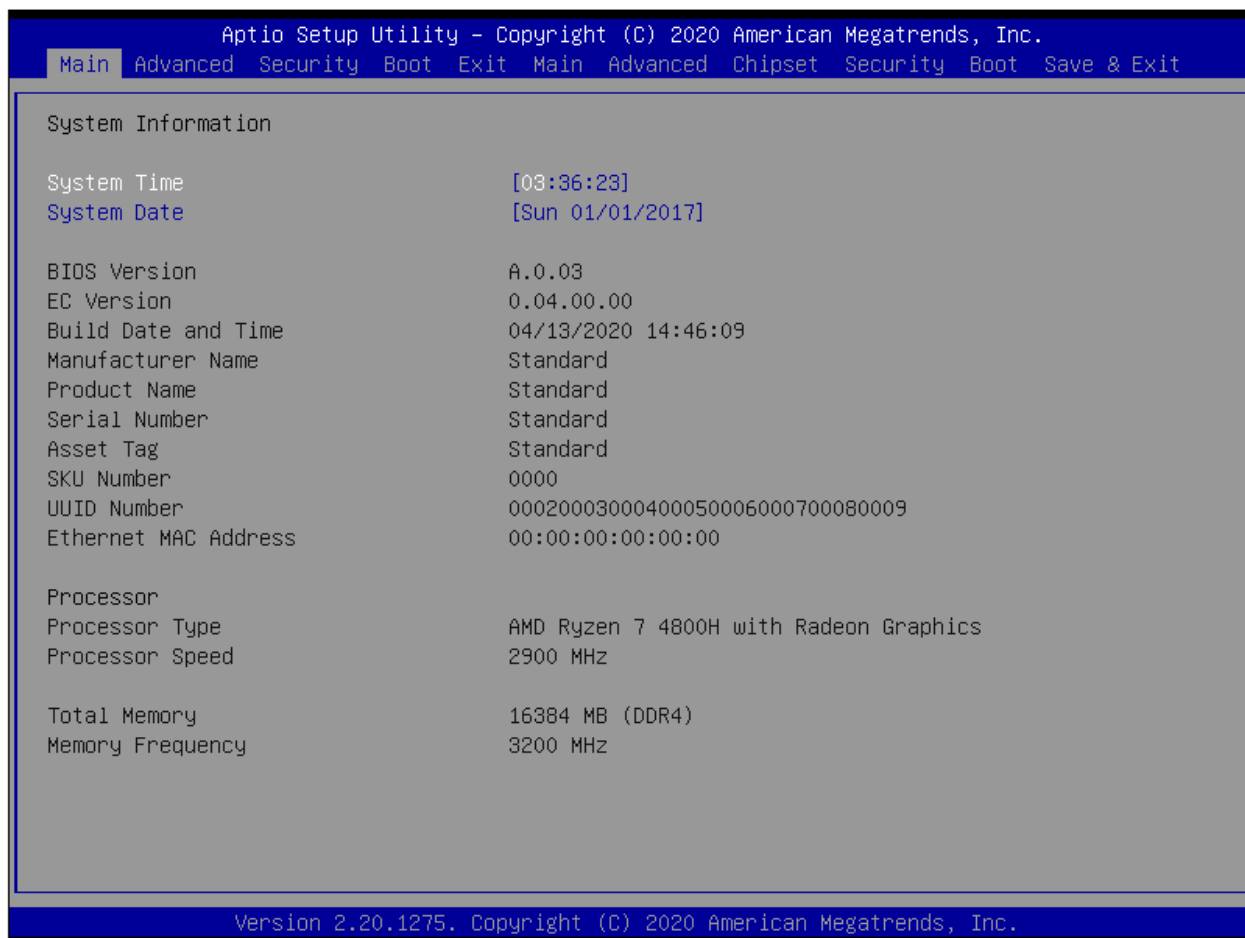 Aptio Setup Utility – Copyright (C) 2020 American Megatrends, Inc.
Main Advanced Security Boot Exit Main Advanced Chipset Security Boot Save & Exit
System Information
System Time [03:36:23]
System Date [Sun 01/01/2017]
BIOS Version A.0.03
EC Version 0.04.00.00
Build Date and Time 04/13/2020 14:46:09
Manufacturer Name Standard
Product Name Standard
Serial Number Standard
Asset Tag Standard
SKU Number 0000
UUID Number 00020003000400050006000700080009
Ethernet MAC Address 00:00:00:00:00:00
Processor
Processor Type AMD Ryzen 7 4800H with Radeon Graphics
Processor Speed 2900 MHz
Total Memory 16384 MB (DDR4)
Memory Frequency 3200 MHz
Version 2.20.1275. Copyright (C) 2020 American Megatrends, Inc.